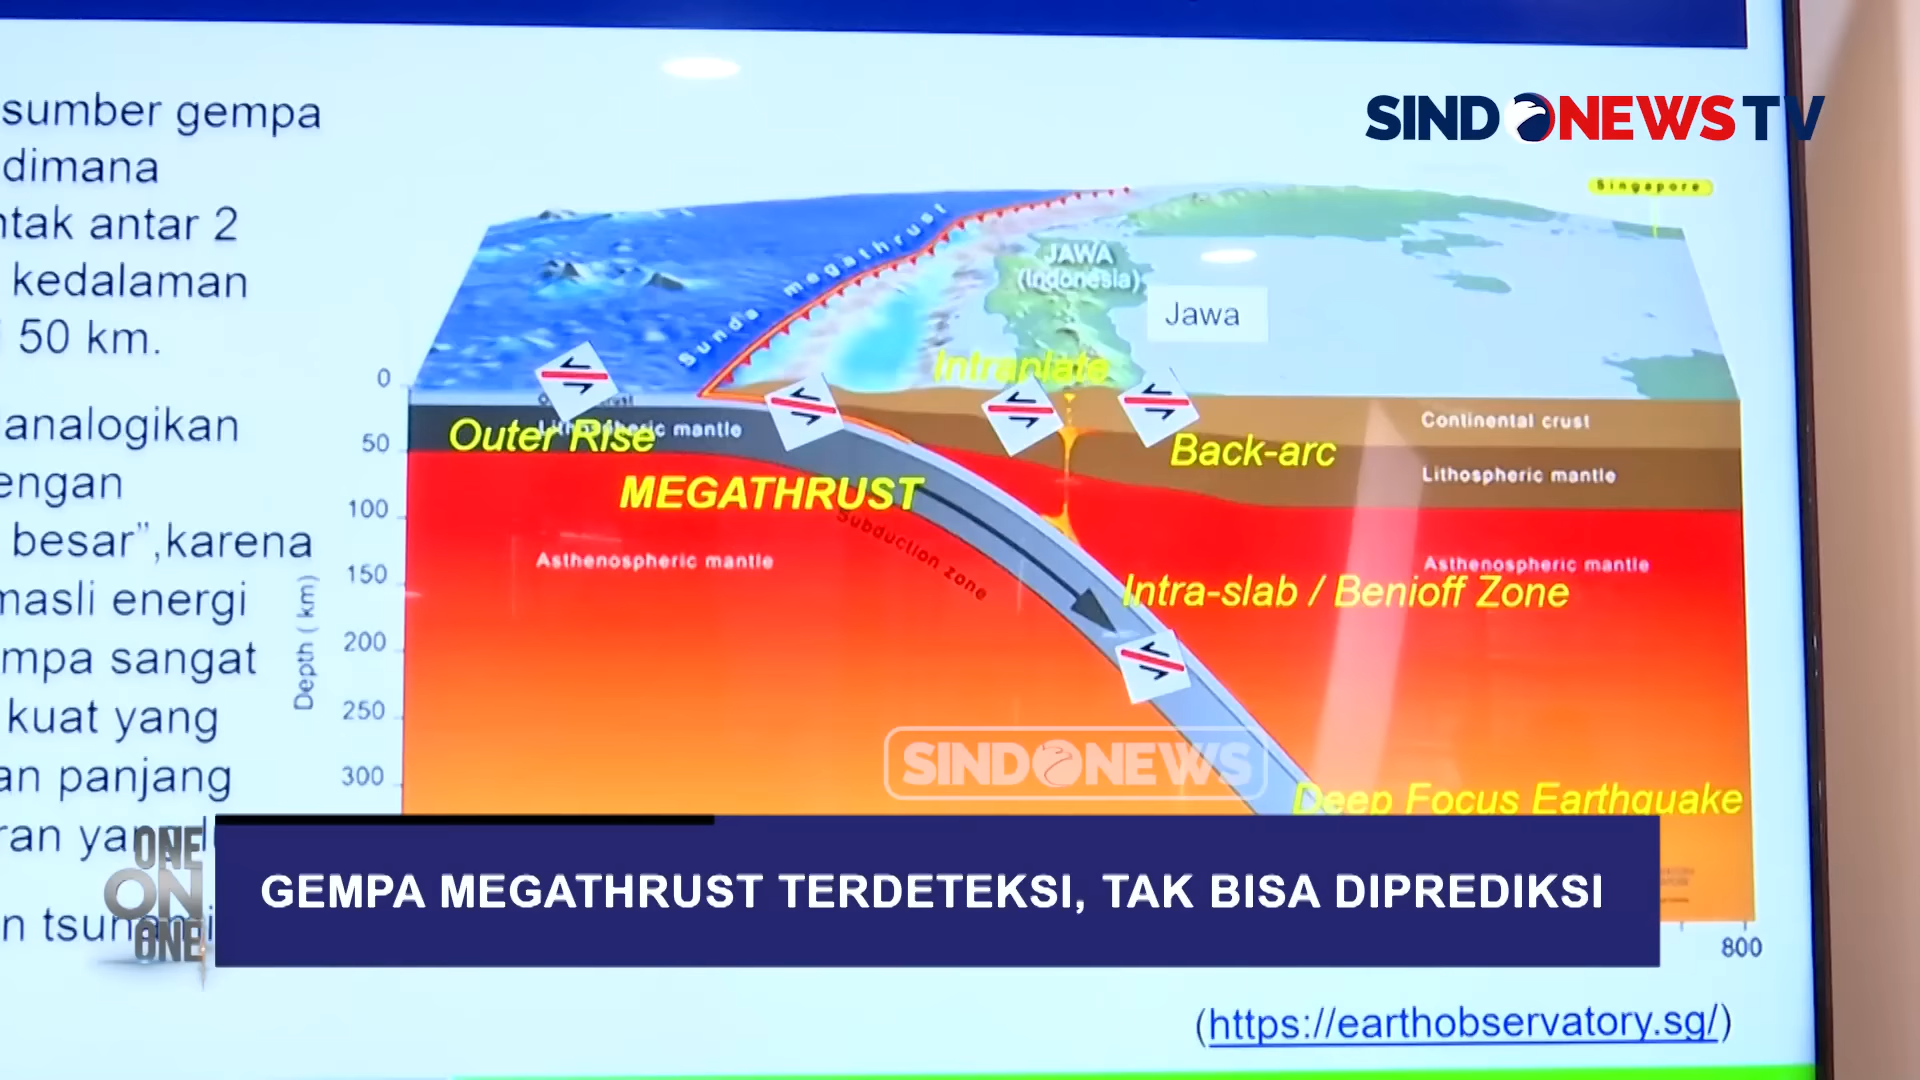 SINDONEWS TV
sumber gempa
dimana
ntak antar 2
kedalaman
50 km.
analogikan
engan
besar”,karena
masli energi
mpa sangat
kuat yang
an panjang
ran yang
n tsunami
Singapore
Sunda megathrust
JAWA
(Indonesia)
Jawa
Intraplate
Outer Rise
Lithospheric mantle
MEGATHRUST
Back-arc
Continental crust
Lithospheric mantle
Subduction zone
Asthenospheric mantle
Asthenospheric mantle
Intra-slab / Benioff Zone
Deep Focus Earthquake
Depth ( km)
0
50
100
150
200
250
300
800
SINDONEWS
ONE
ON
ONE
GEMPA MEGATHRUST TERDETEKSI, TAK BISA DIPREDIKSI
(https://earthobservatory.sg/)